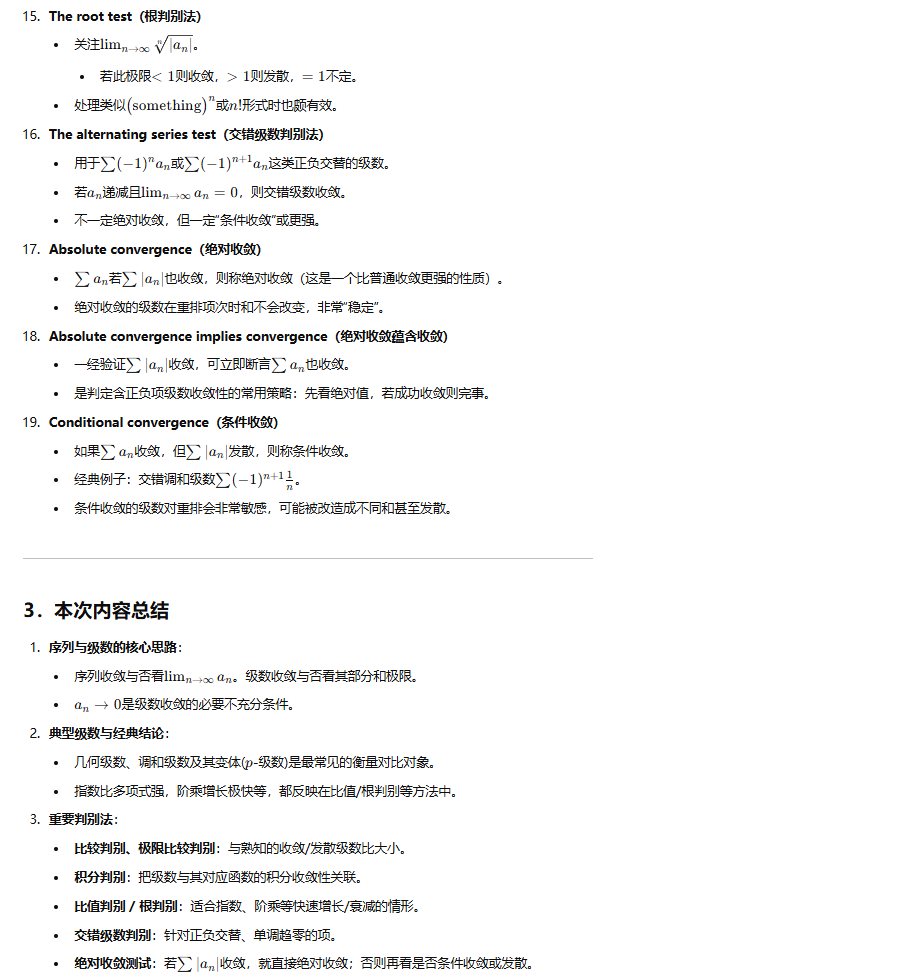 15. The root test（根判别法）
• 关注lim_{n→∞} \sqrt[n]{|a_n|}。
• 若此极限< 1则收敛，> 1则发散，= 1不定。
• 处理类似(something)^n或n!形式时也颇有效。
16. The alternating series test（交错级数判别法）
• 用于∑(−1)^n a_n或∑(−1)^{n+1} a_n这类正负交替的级数。
• 若a_n递减且lim_{n→∞} a_n = 0，则交错级数收敛。
• 不一定绝对收敛，但一定“条件收敛”或更强。
17. Absolute convergence（绝对收敛）
• ∑ a_n若∑ |a_n|也收敛，则称绝对收敛（这是一个比普通收敛更强的性质）。
• 绝对收敛的级数在重排项次时和不会改变，非常“稳定”。
18. Absolute convergence implies convergence（绝对收敛蕴含收敛）
• 一经验证∑ |a_n|收敛，可立即断言∑ a_n也收敛。
• 是判定含正负项级数收敛性的常用策略：先看绝对值，若成功收敛则完事。
19. Conditional convergence（条件收敛）
• 如果∑ a_n收敛，但∑ |a_n|发散，则称条件收敛。
• 经典例子：交错调和级数∑(−1)^{n+1} \frac{1}{n}。
• 条件收敛的级数对重排会非常敏感，可能被改造成不同和甚至发散。
3．本次内容总结
1. 序列与级数的核心思路：
• 序列收敛与否看lim_{n→∞} a_n。级数收敛与否看其部分和极限。
• a_n → 0是级数收敛的必要不充分条件。
2. 典型级数与经典结论：
• 几何级数、调和级数及其变体(p-级数)是最常见的衡量对比对象。
• 指数比多项式强，阶乘增长极快等，都反映在比值/根判别等方法中。
3. 重要判别法：
• 比较判别、极限比较判别：与熟知的收敛/发散级数比大小。
• 积分判别：把级数与其对应函数的积分收敛性关联。
• 比值判别 / 根判别：适合指数、阶乘等快速增长/衰减的情形。
• 交错级数判别：针对正负交替、单调趋零的项。
• 绝对收敛测试：若∑ |a_n|收敛，就直接绝对收敛；否则再看是否条件收敛或发散。